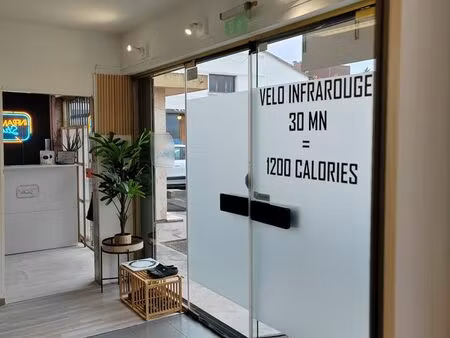 VELO INFRAROUGE
30 MN
=
1200 CALORIES